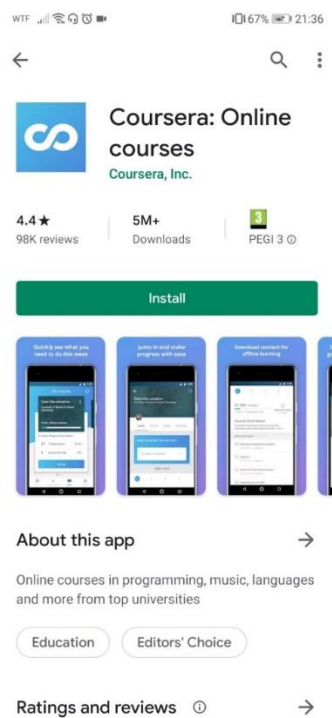 WTF 67% 21:36
Coursera: Online
courses
Coursera, Inc.
4.4★ 5M+ 3
98K reviews Downloads PEGI 3
Install
Quickly see what you
need to do this week
Jump in and make
progress with ease
Download content for
offline learning
About this app
Online courses in programming, music, languages
and more from top universities
Education Editors' Choice
Ratings and reviews